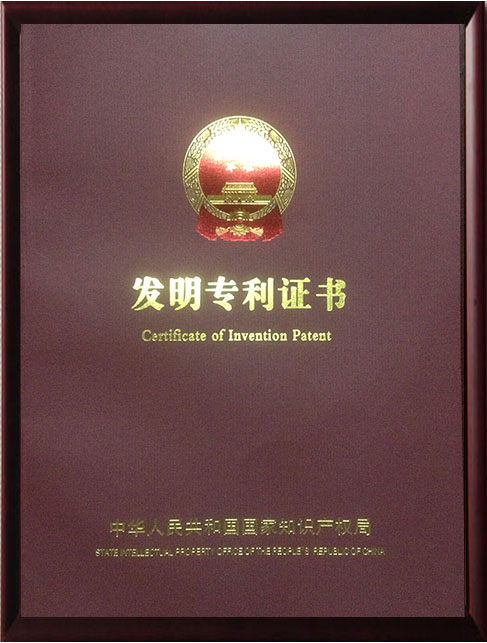 发明专利证书
Certificate of Invention Patent
中华人民共和国国家知识产权局
STATE INTELLECTUAL PROPERTY OFFICE OF THE PEOPLE'S REPUBLIC OF CHINA